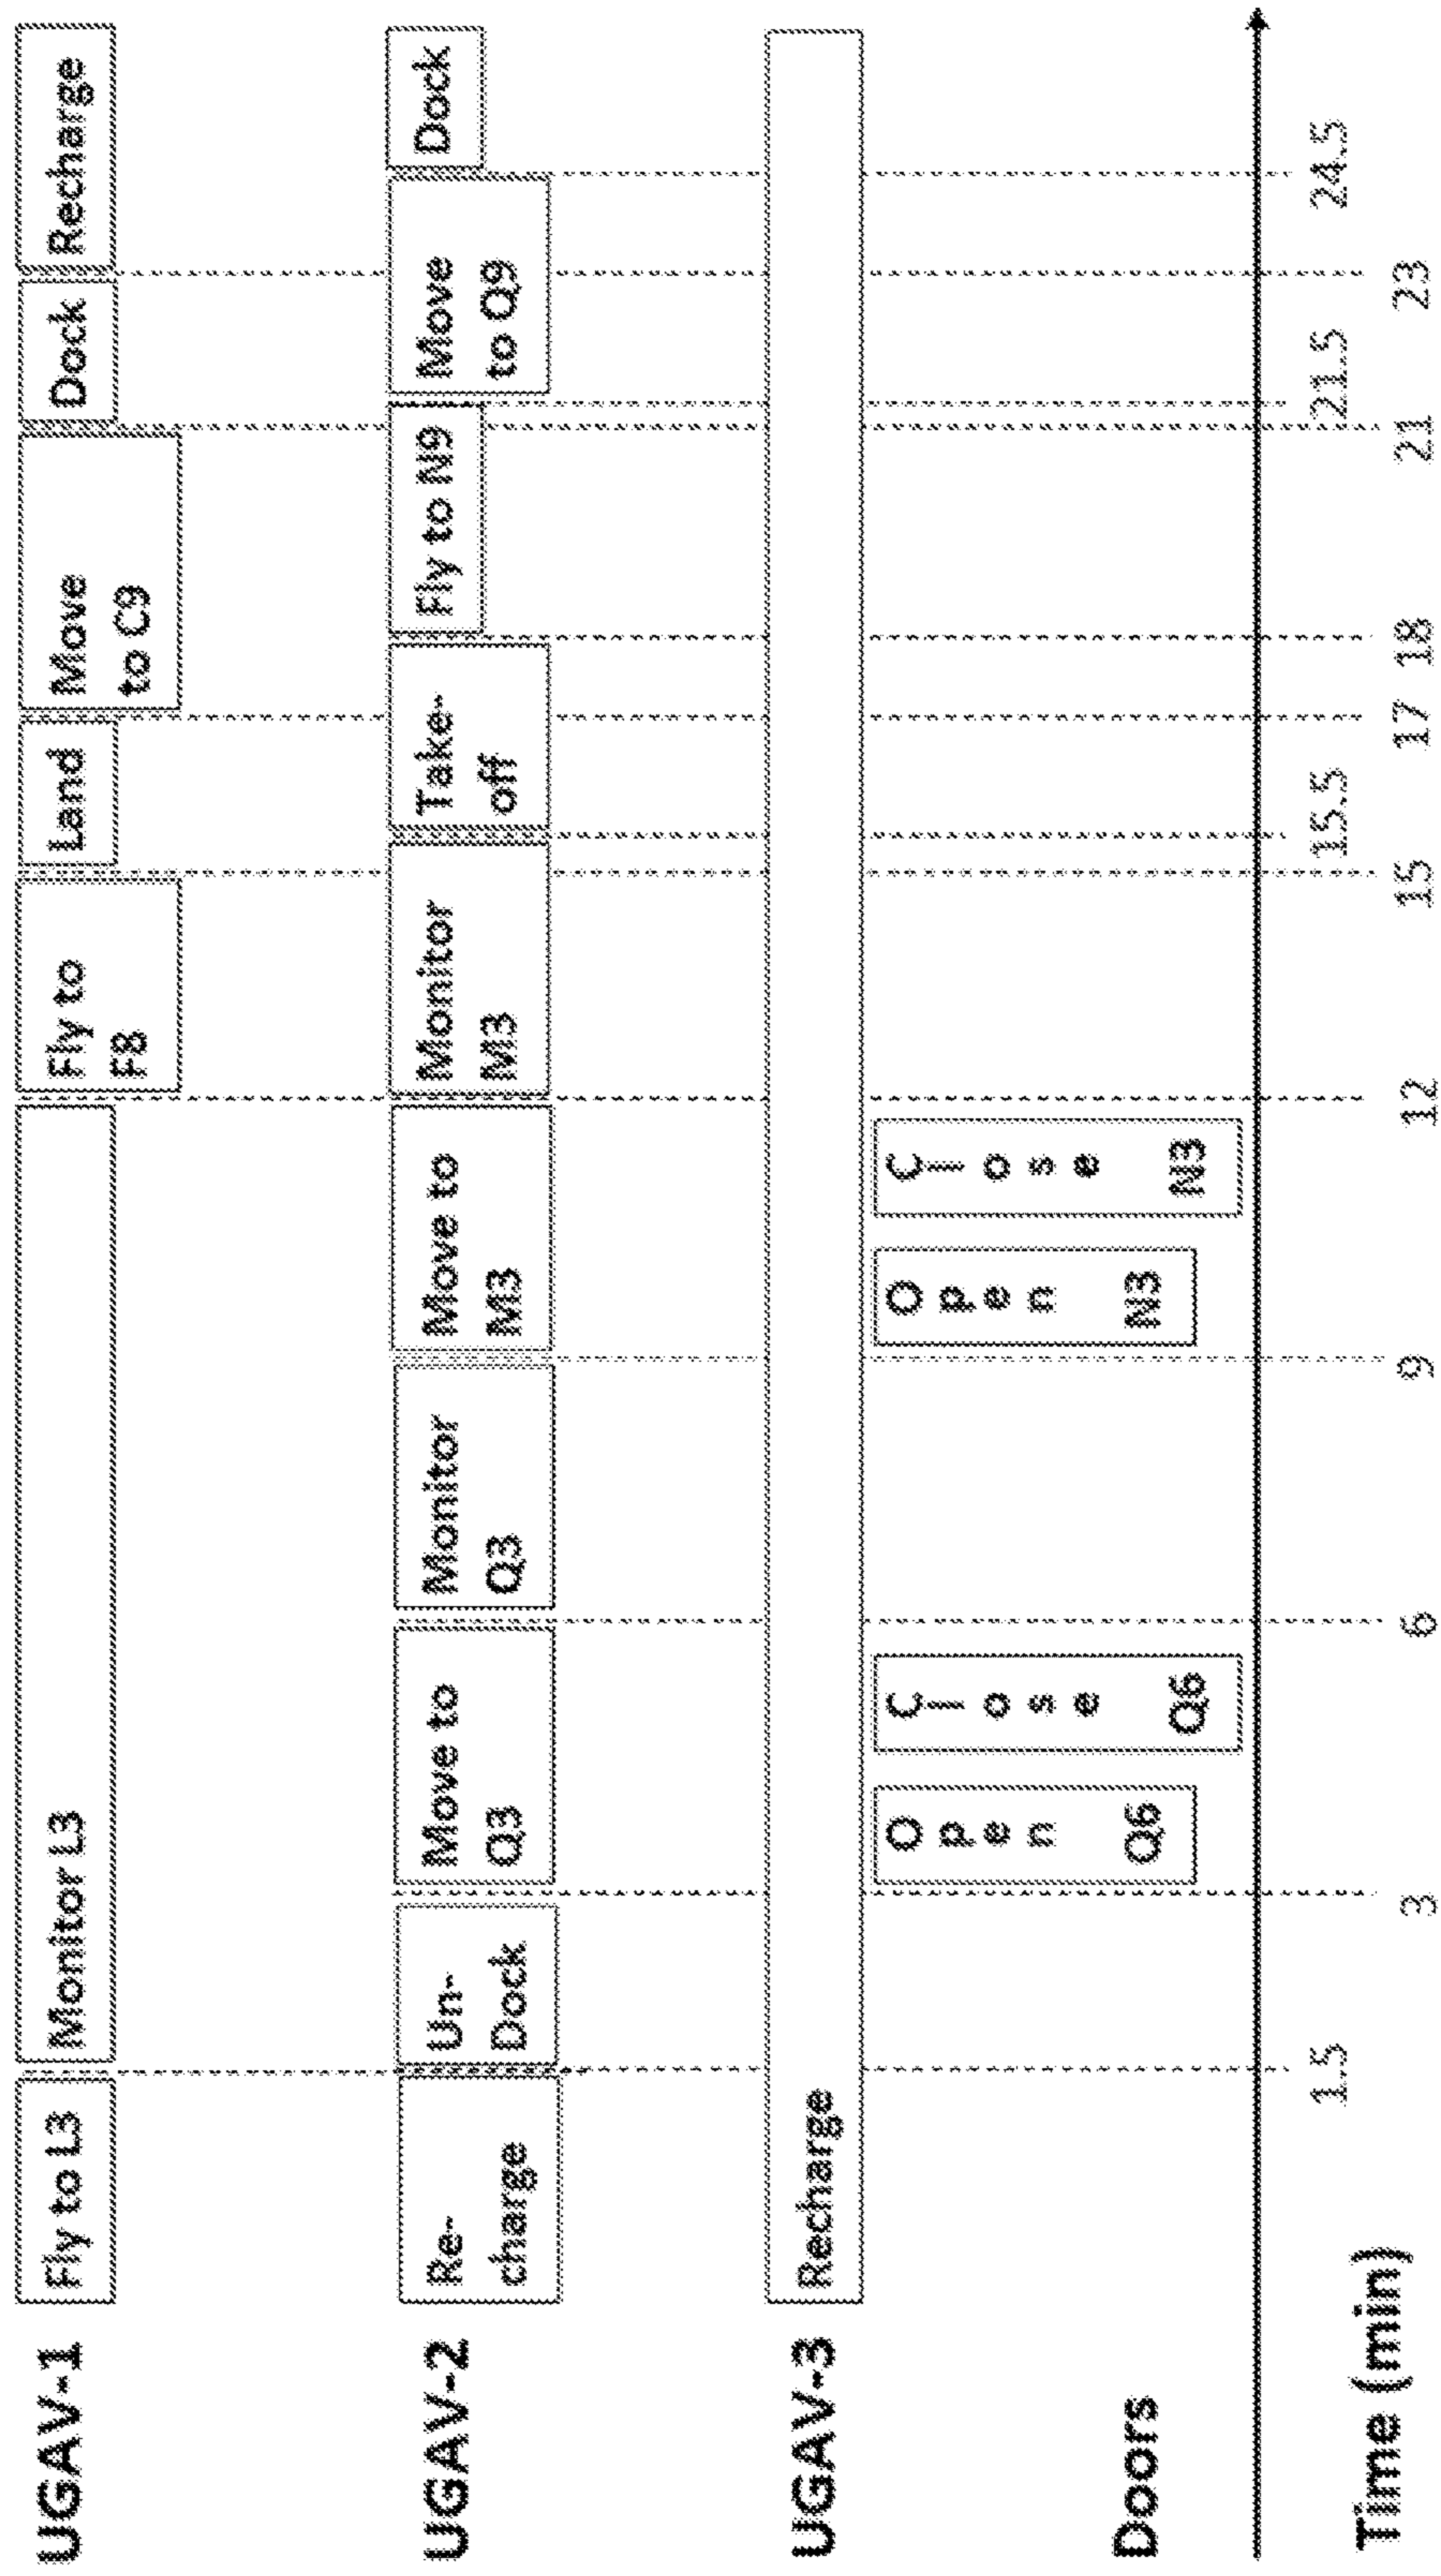 UGAV-1
Fly to L3
Monitor L3
Fly to
F8
Land
Move
to C9
Dock
Recharge
UGAV-2
Re-
charge
Un-
Dock
Move to
Q3
Monitor
Q3
Move to
M3
Monitor
M3
Take-
off
Fly to N9
Move
to Q9
Dock
UGAV-3
Recharge
Doors
Open
Q6
Close
Q6
Open
N3
Close
N3
1.5
3
6
9
12
15
15.5
17
18
21
21.5
23
24.5
Time (min)